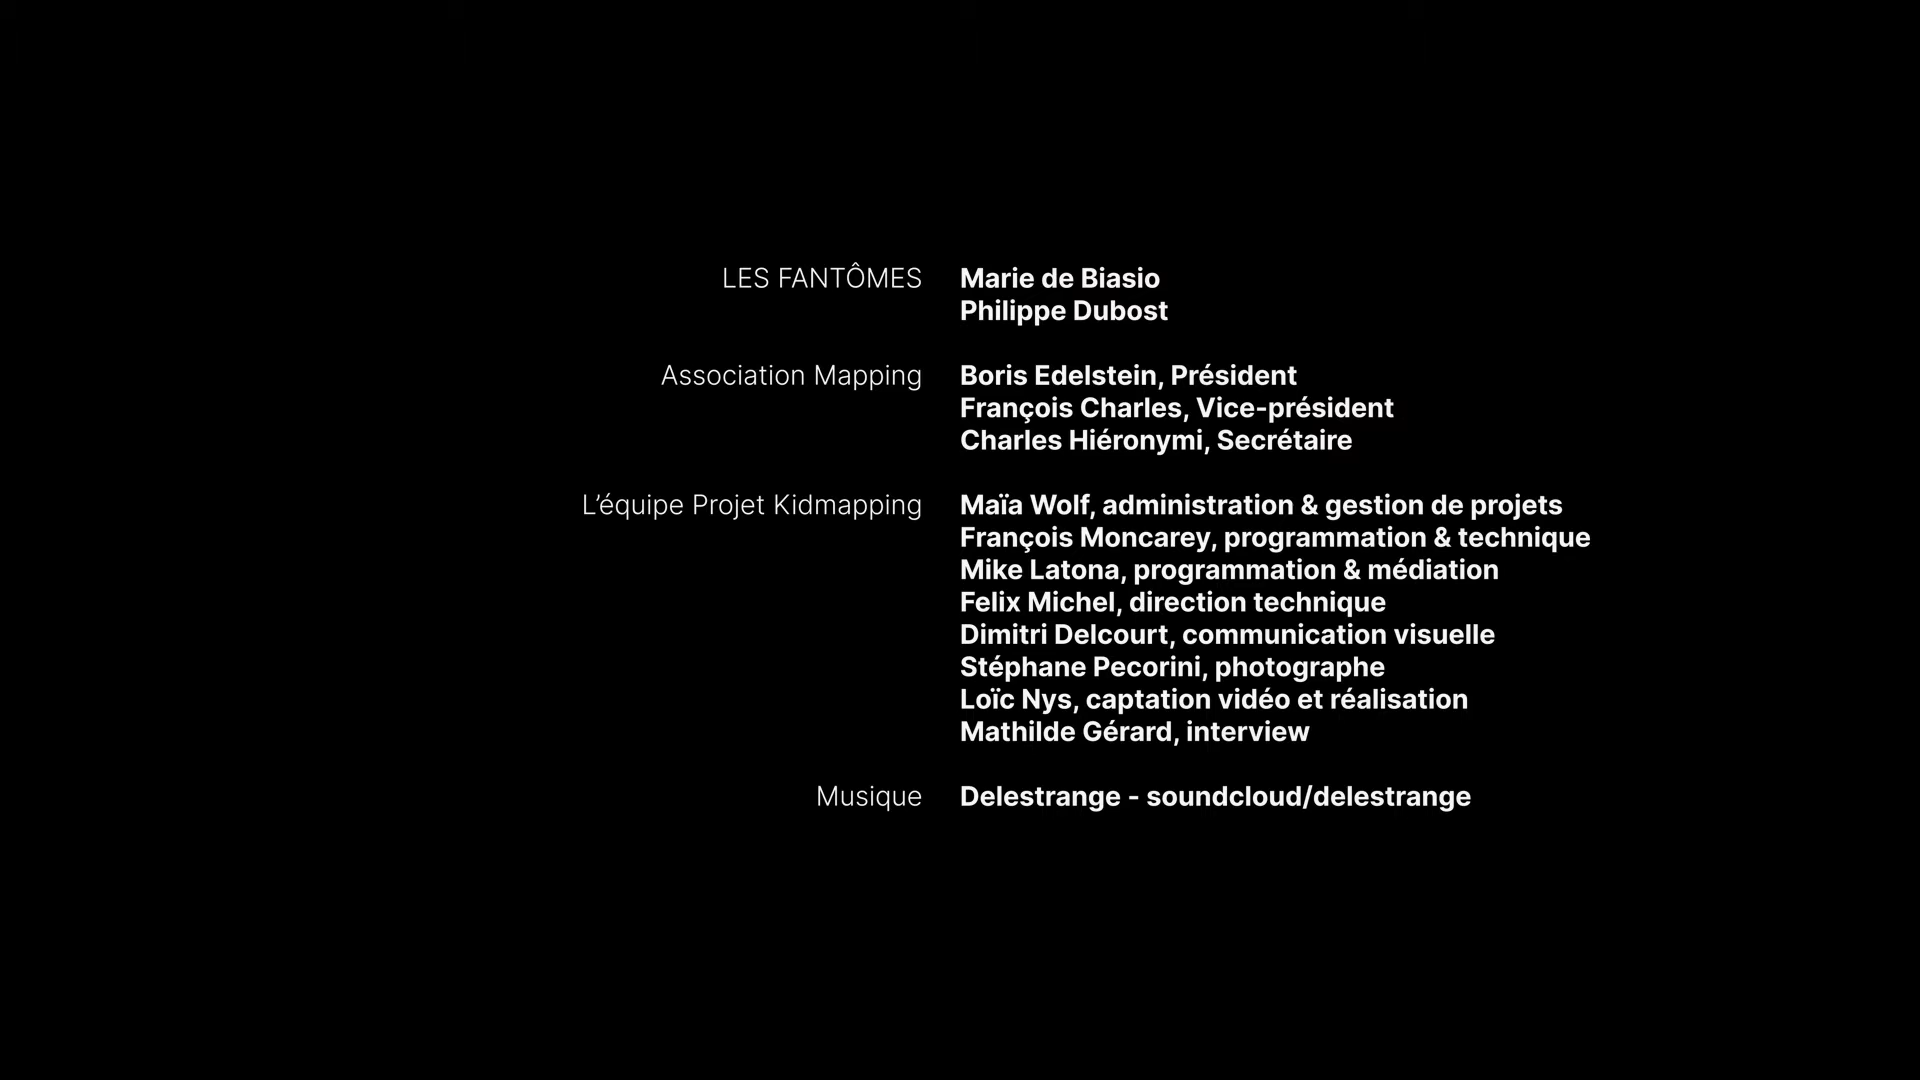 LES FANTÔMES Marie de Biasio
Philippe Dubost
Association Mapping Boris Edelstein, Président
François Charles, Vice-président
Charles Hiéronymi, Secrétaire
L’équipe Projet Kidmapping Maïa Wolf, administration & gestion de projets
François Moncarey, programmation & technique
Mike Latona, programmation & médiation
Felix Michel, direction technique
Dimitri Delcourt, communication visuelle
Stéphane Pecorini, photographe
Loïc Nys, captation vidéo et réalisation
Mathilde Gérard, interview
Musique Delestrange - soundcloud/delestrange